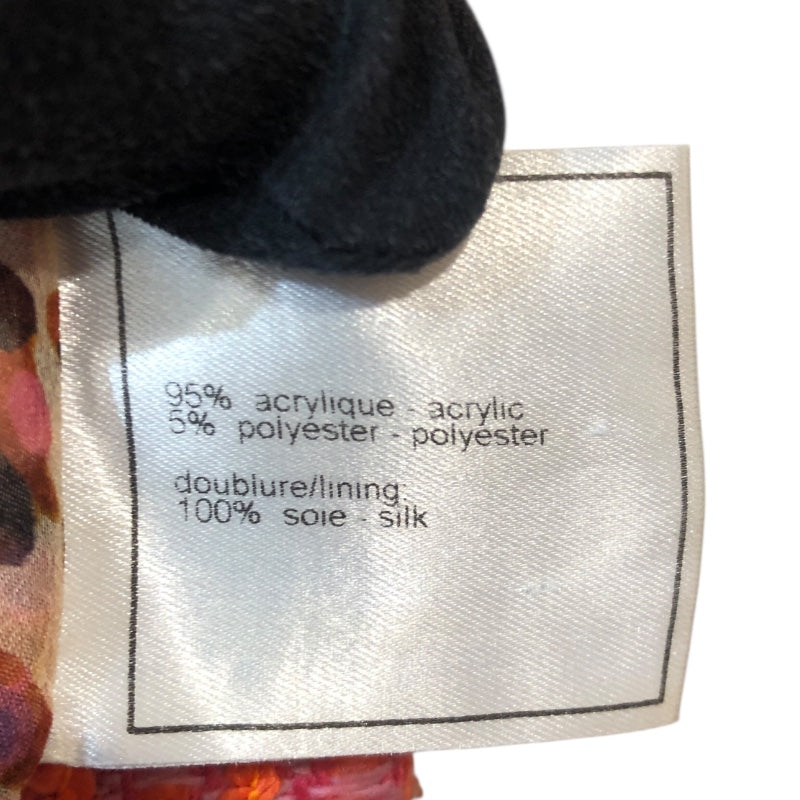 95% acrylique - acrylic
5% polyester - polyester
doublure/lining:
100% soie - silk